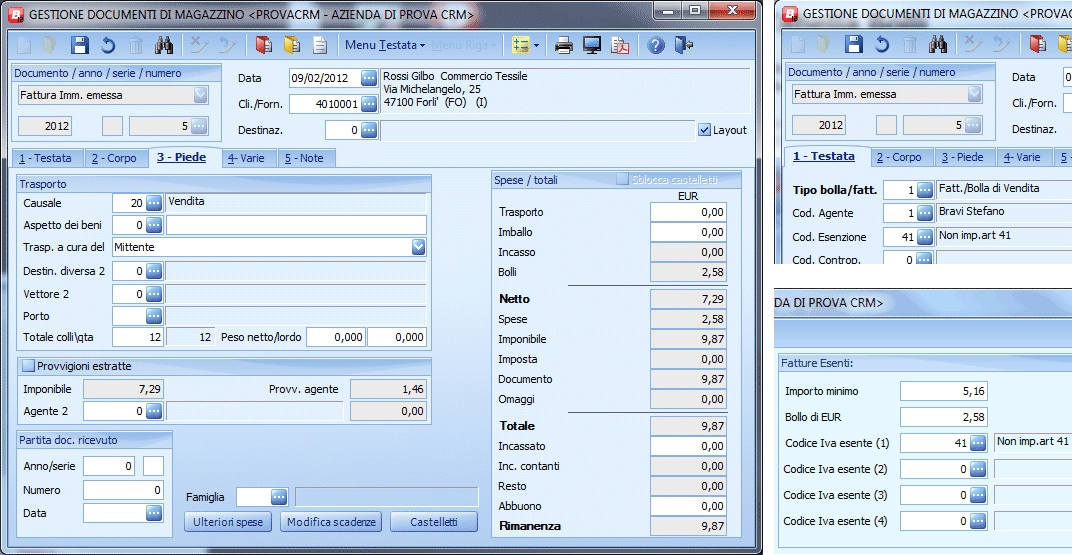 GESTIONE DOCUMENTI DI MAGAZZINO <PROVACRM - AZIENDA DI PROVA CRM>
Menu Testata Menu Riga
Documento / anno / serie / numero
Fattura Imm. emessa
2012 5
Data 09/02/2012
Cli./Forn. 4010001
Destinaz. 0
Rossi Gilbo Commercio Tessile
Via Michelangelo, 25
47100 Forli' (FO) (I)
Layout
1 - Testata 2 - Corpo 3 - Piede 4- Varie 5 - Note
Trasporto
Causale 20 Vendita
Aspetto dei beni 0
Trasp. a cura del Mittente
Destin. diversa 2 0
Vettore 2 0
Porto
Totale colli\qta 12 12 Peso netto/lordo 0,000 0,000
Provvigioni estratte
Imponibile 7,29 Provv. agente 1,46
Agente 2 0 0,00
Partita doc. ricevuto
Anno/serie 0
Numero 0
Data
Famiglia
Ulteriori spese Modifica scadenze Castelletti
Spese / totali Sblocca castelletti
EUR
Trasporto 0,00
Imballo 0,00
Incasso 0,00
Bolli 2,58
Netto 7,29
Spese 2,58
Imponibile 9,87
Imposta 0,00
Documento 9,87
Omaggi 0,00
Totale 9,87
Incassato 0,00
Inc. contanti 0,00
Resto 0,00
Abbuono 0,00
Rimanenza 9,87
GESTIONE DOCUMENTI DI MAGAZZINO <PROVAC
Documento / anno / serie / numero
Fattura Imm. emessa
2012 5
Data 0
Cli./Forn.
Destinaz.
1 - Testata 2 - Corpo 3 - Piede 4- Varie 5 -
Tipo bolla/fatt. 1 Fatt./Bolla di Vendita
Cod. Agente 1 Bravi Stefano
Cod. Esenzione 41 Non imp.art 41
Cod. Controp. 0
DA DI PROVA CRM>
Fatture Esenti:
Importo minimo 5,16
Bollo di EUR 2,58
Codice Iva esente (1) 41 Non imp.art 41
Codice Iva esente (2) 0
Codice Iva esente (3) 0
Codice Iva esente (4) 0